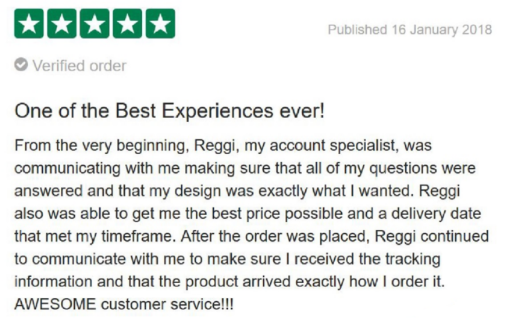 Published 16 January 2018
Verified order
One of the Best Experiences ever!
From the very beginning, Reggi, my account specialist, was
communicating with me making sure that all of my questions were
answered and that my design was exactly what I wanted. Reggi
also was able to get me the best price possible and a delivery date
that met my timeframe. After the order was placed, Reggi continued
to communicate with me to make sure I received the tracking
information and that the product arrived exactly how I order it.
AWESOME customer service!!!